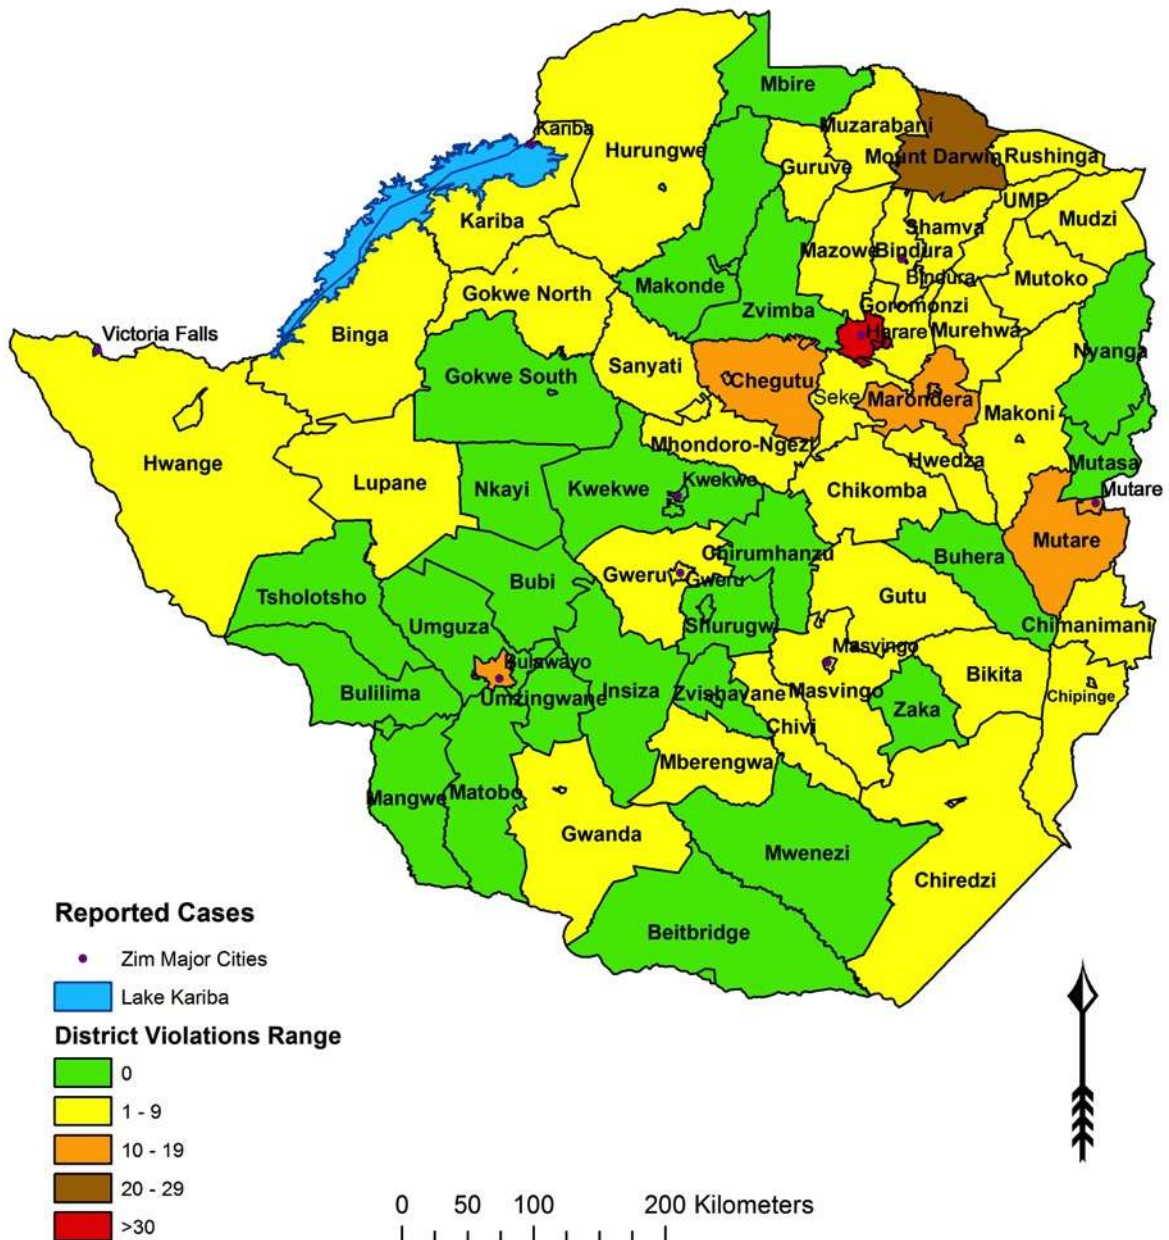 Mbire
Kariba
Muzarabani
Hurungwe
Guruve
Mount Darwin
Rushinga
UMP
Kariba
Shamva
Mudzi
Mazowe
Bindura
Bindura
Mutoko
Makonde
Gokwe North
Zvimba
Goromonzi
Victoria Falls
Binga
Harare
Murehwa
Nyanga
Sanyati
Gokwe South
Chegutu
Seke
Marondera
Makoni
Mhondoro-Ngezi
Hwedza
Mutasa
Hwange
Lupane
Nkayi
Kwekwe
Kwekwe
Chikomba
Mutare
Mutare
Chirumhanzu
Buhera
Gweru
Gweru
Bubi
Tsholotsho
Gutu
Umguza
Shurugwi
Chimanimani
Masvingo
Bulawayo
Bikita
Bulilima
Umzingwane
Insiza
Zvishavane
Masvingo
Chipinge
Zaka
Chivi
Mberengwa
Mangwe
Matobo
Gwanda
Mwenezi
Chiredzi
Beitbridge
Reported Cases
Zim Major Cities
Lake Kariba
District Violations Range
0
1 - 9
10 - 19
20 - 29
>30
0 50 100 200 Kilometers